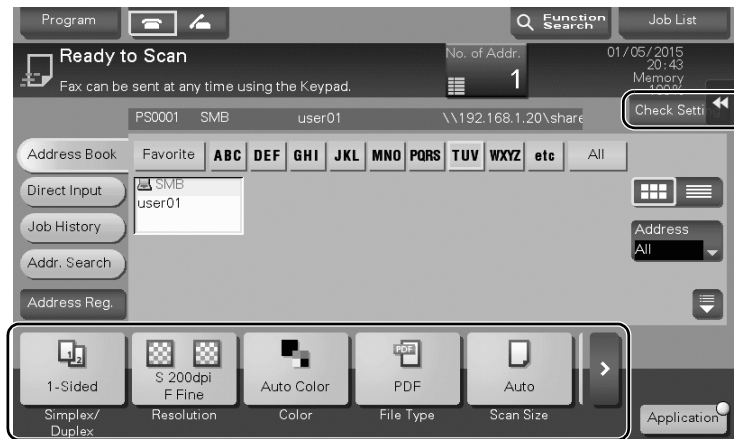 Program
Function
Search
Job List
Ready to Scan
Fax can be sent at any time using the Keypad.
No. of Addr.
1
01/05/2015
20:43
Memory
100%
PS0001 SMB user01 \\192.168.1.20\share
Check Setti
Address Book
Favorite ABC DEF GHI JKL MNO PQRS TUV WXYZ etc All
SMB
user01
Direct Input
Job History
Addr. Search
Address Reg.
Address
All
1-Sided
Simplex/
Duplex
S 200dpi
F Fine
Resolution
Auto Color
Color
PDF
PDF
File Type
Auto
Scan Size
Application